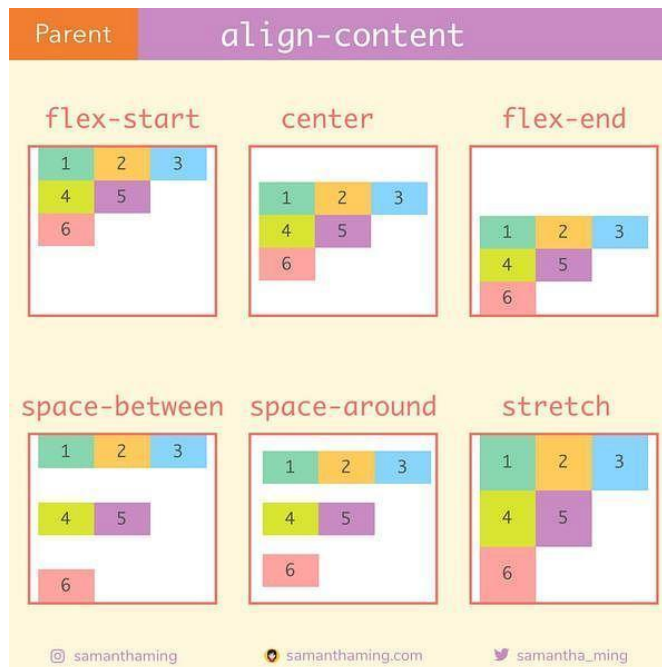 Parent
align-content
flex-start
center
flex-end
1 2 3
4 5
6
1 2 3
4 5
6
1 2 3
4 5
6
space-between
space-around
stretch
1 2 3
4 5
6
1 2 3
4 5
6
1 2 3
4 5
6
samanthaming
samanthaming.com
samantha_ming